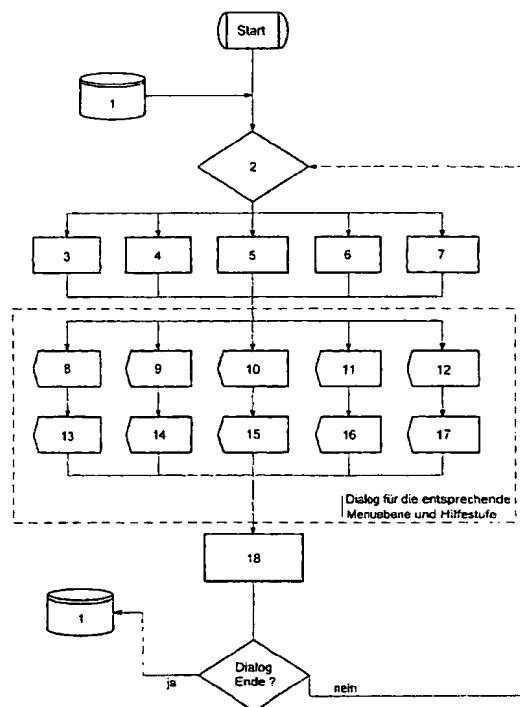 Start
1
2
3 4 5 6 7
8 9 10 11 12
13 14 15 16 17
Dialog für die entsprechende
Menuebene und Hilfestufe
18
1
Dialog
Ende ?
ja
nein